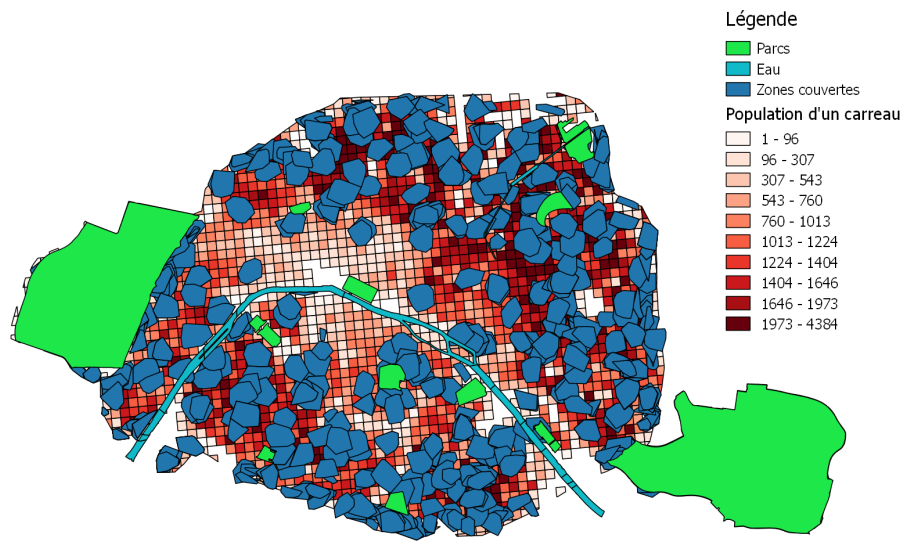 Légende
Parcs
Eau
Zones couvertes
Population d'un carreau
1 - 96
96 - 307
307 - 543
543 - 760
760 - 1013
1013 - 1224
1224 - 1404
1404 - 1646
1646 - 1973
1973 - 4384